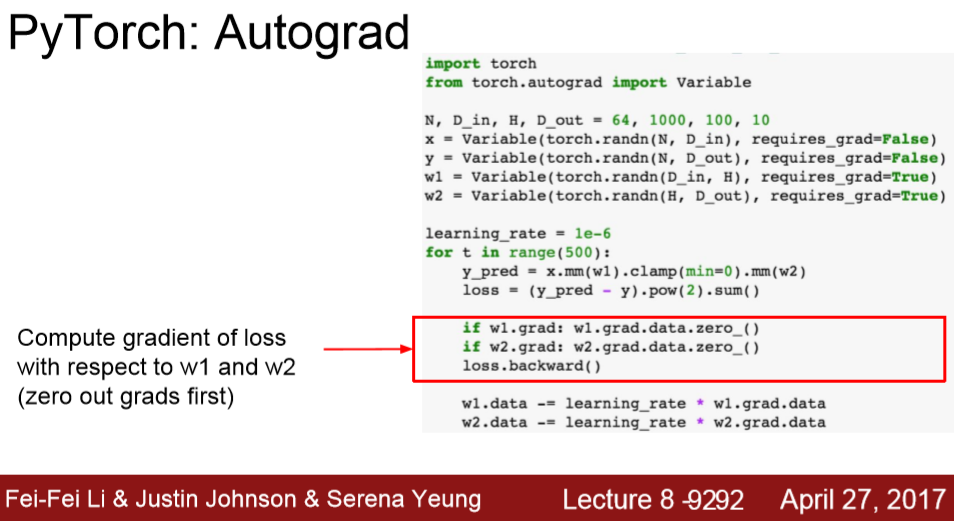 PyTorch: Autograd
import torch
from torch.autograd import Variable
N, D_in, H, D_out = 64, 1000, 100, 10
x = Variable(torch.randn(N, D_in), requires_grad=False)
y = Variable(torch.randn(N, D_out), requires_grad=False)
w1 = Variable(torch.randn(D_in, H), requires_grad=True)
w2 = Variable(torch.randn(H, D_out), requires_grad=True)
learning_rate = 1e-6
for t in range(500):
    y_pred = x.mm(w1).clamp(min=0).mm(w2)
    loss = (y_pred - y).pow(2).sum()
    if w1.grad: w1.grad.data.zero_()
    if w2.grad: w2.grad.data.zero_()
    loss.backward()
    w1.data -= learning_rate * w1.grad.data
    w2.data -= learning_rate * w2.grad.data
Compute gradient of loss
with respect to w1 and w2
(zero out grads first)
Fei-Fei Li & Justin Johnson & Serena Yeung Lecture 8 -9292 April 27, 2017